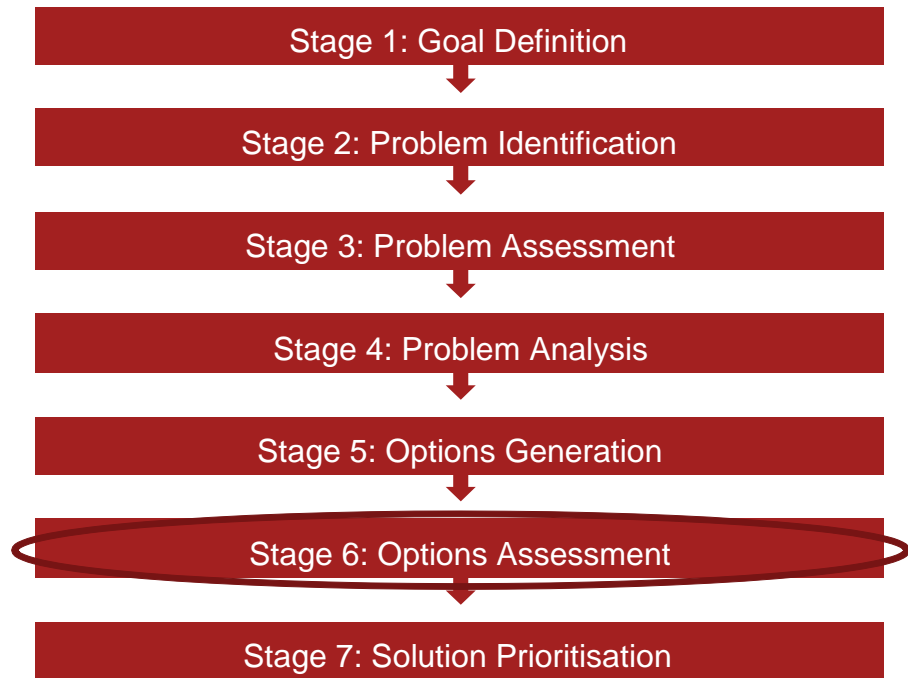 Stage 1: Goal Definition
Stage 2: Problem Identification
Stage 3: Problem Assessment
Stage 4: Problem Analysis
Stage 5: Options Generation
Stage 6: Options Assessment
Stage 7: Solution Prioritisation